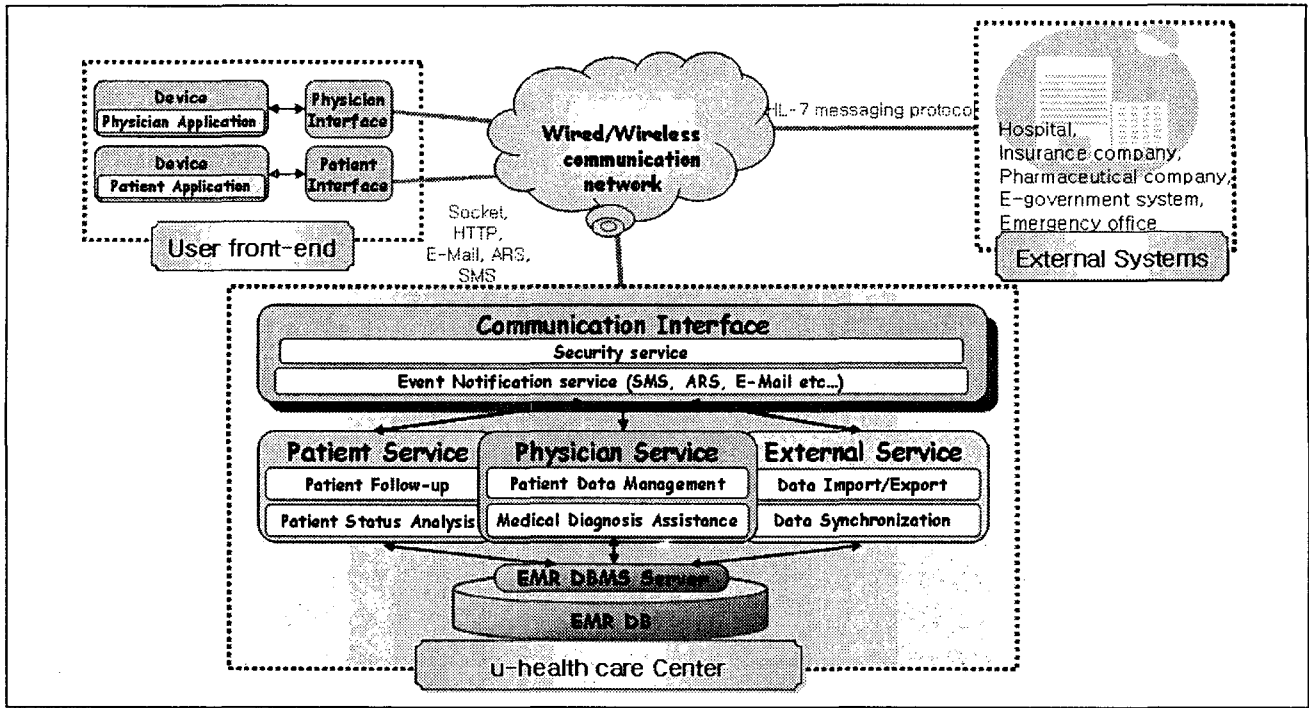 Device
Physician Application
Physician
Interface
Device
Patient Application
Patient
Interface
User front-end
Wired/Wireless
communication
network
HL-7 messaging protocol
Socket,
HTTP,
E-Mail, ARS,
SMS
Hospital,
Insurance company,
Pharmaceutical company,
E-government system,
Emergency office
External Systems
Communication Interface
Security service
Event Notification service (SMS, ARS, E-Mail etc...)
Patient Service
Patient Follow-up
Patient Status Analysis
Physician Service
Patient Data Management
Medical Diagnosis Assistance
External Service
Data Import/Export
Data Synchronization
EMR DBMS Server
EMR DB
u-health care Center